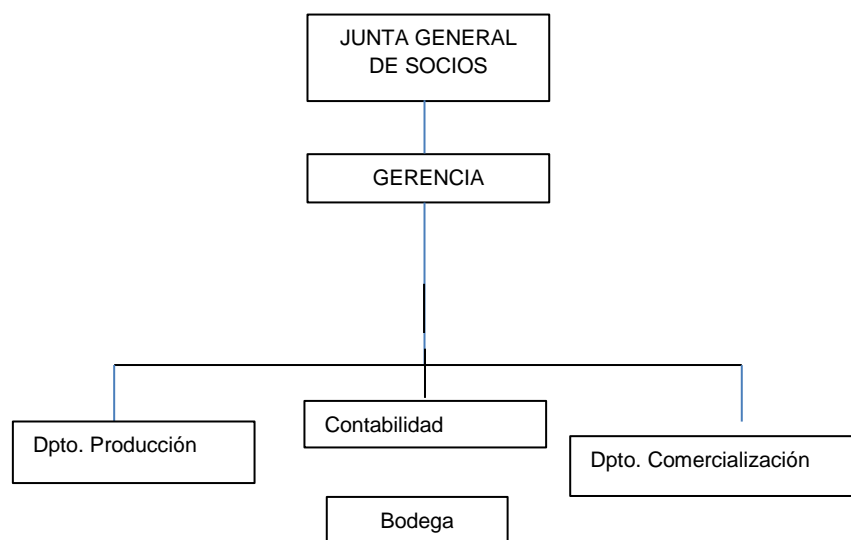 JUNTA GENERAL
DE SOCIOS
GERENCIA
Dpto. Producción
Contabilidad
Dpto. Comercialización
Bodega